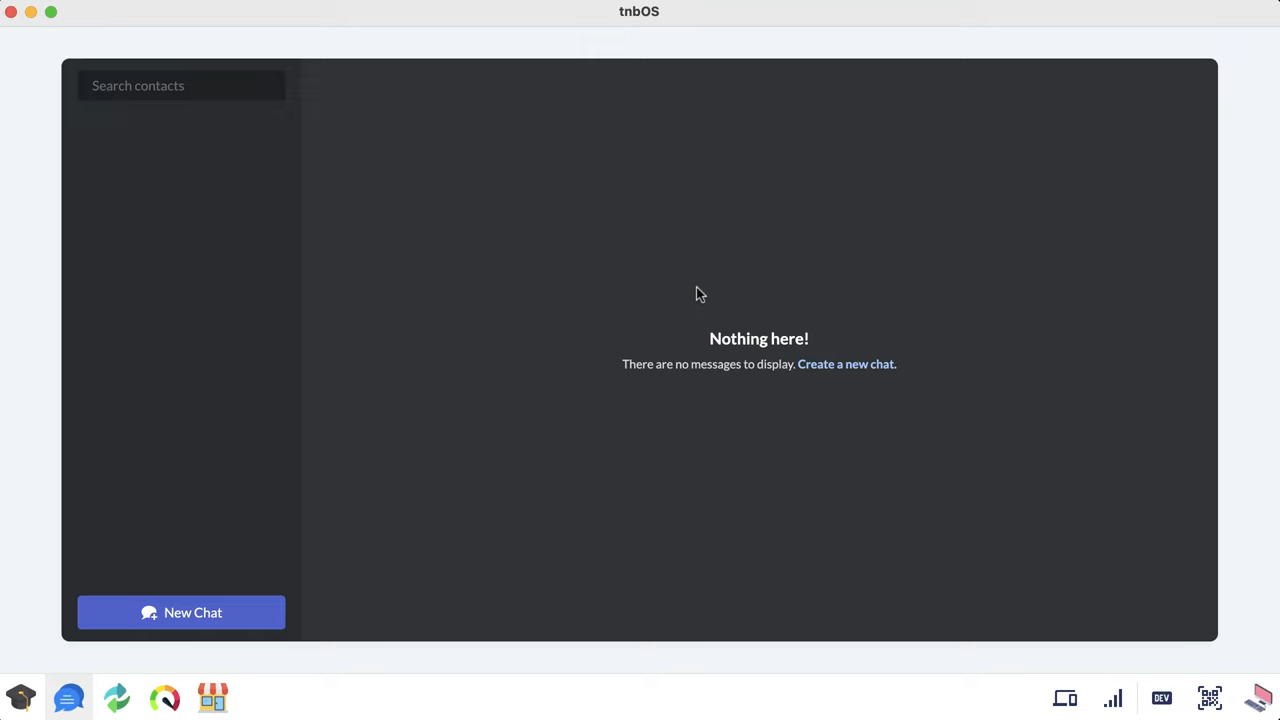 tnbOS
Search contacts
Nothing here!
There are no messages to display. Create a new chat.
New Chat
DEV